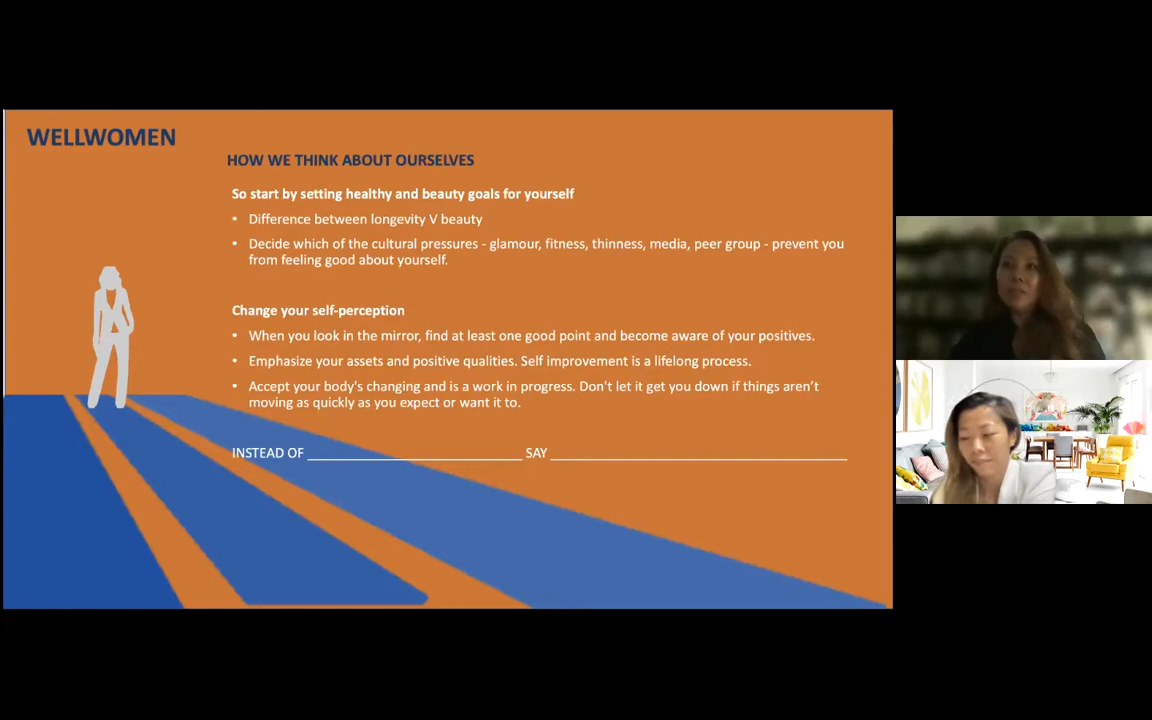 WELLWOMEN
HOW WE THINK ABOUT OURSELVES
So start by setting healthy and beauty goals for yourself
• Difference between longevity V beauty
• Decide which of the cultural pressures - glamour, fitness, thinness, media, peer group - prevent you
from feeling good about yourself.
Change your self-perception
• When you look in the mirror, find at least one good point and become aware of your positives.
• Emphasize your assets and positive qualities. Self improvement is a lifelong process.
• Accept your body's changing and is a work in progress. Don't let it get you down if things aren't
moving as quickly as you expect or want it to.
INSTEAD OF ______________________________ SAY __________________________________________